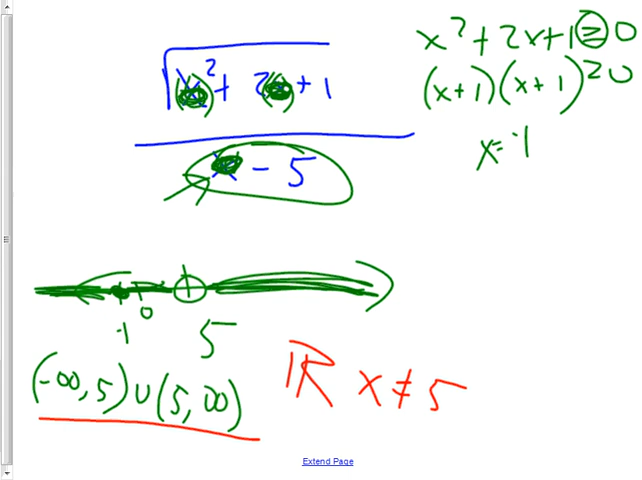 √x²+2x+1
x-5
x²+2x+1≥0
(x+1)(x+1)≥0
x=-1
-1 0 5
(-∞,5)∪(5,∞)
ℝ x≠5
Extend Page